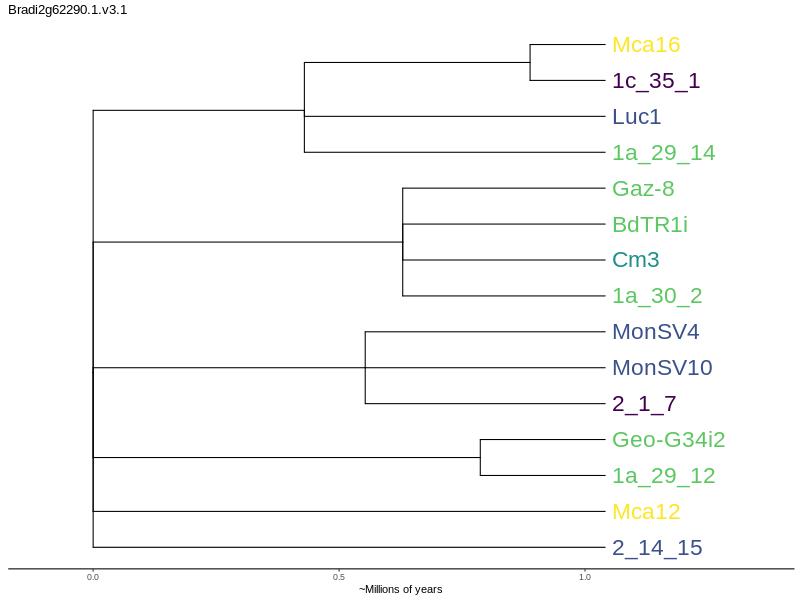 Bradi2g62290.1.v3.1
Mca16
1c_35_1
Luc1
1a_29_14
Gaz-8
BdTR1i
Cm3
1a_30_2
MonSV4
MonSV10
2_1_7
Geo-G34i2
1a_29_12
Mca12
2_14_15
0.0 0.5 1.0
~Millions of years